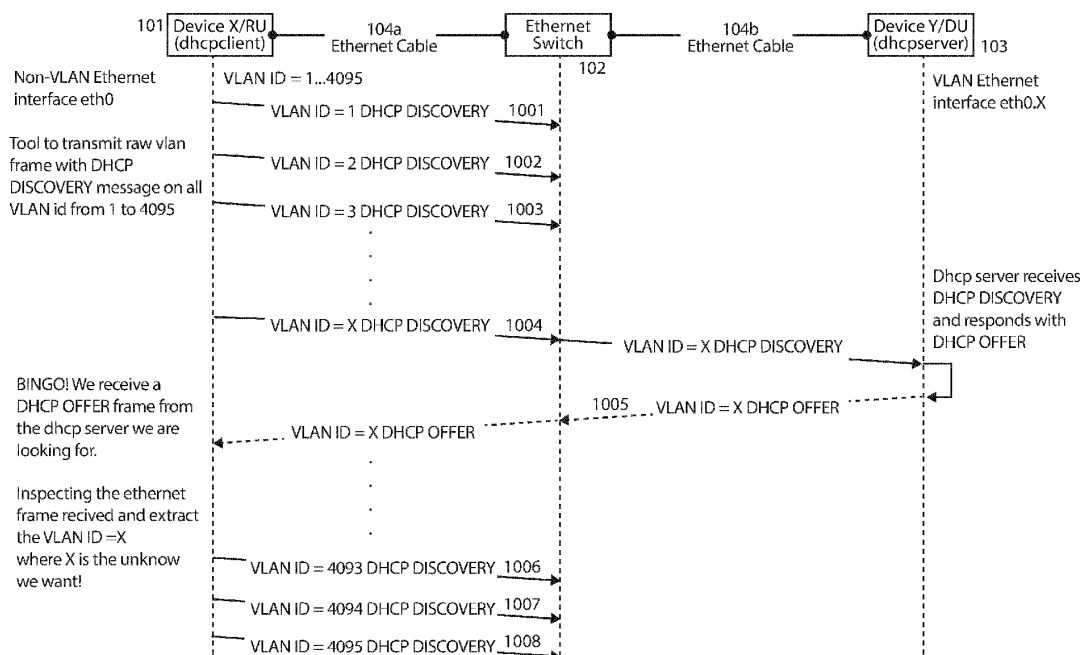 101
Device X/RU
(dhcpclient)
104a
Ethernet Cable
Ethernet
Switch
102
104b
Ethernet Cable
Device Y/DU
(dhcpserver)
103
Non-VLAN Ethernet
interface eth0
VLAN ID = 1...4095
VLAN Ethernet
interface eth0.X
VLAN ID = 1 DHCP DISCOVERY 1001
Tool to transmit raw vlan
frame with DHCP
DISCOVERY message on all
VLAN id from 1 to 4095
VLAN ID = 2 DHCP DISCOVERY 1002
VLAN ID = 3 DHCP DISCOVERY 1003
Dhcp server receives
DHCP DISCOVERY
and responds with
DHCP OFFER
VLAN ID = X DHCP DISCOVERY 1004
VLAN ID = X DHCP DISCOVERY
BINGO! We receive a
DHCP OFFER frame from
the dhcp server we are
looking for.
1005 VLAN ID = X DHCP OFFER
VLAN ID = X DHCP OFFER
Inspecting the ethernet
frame recived and extract
the VLAN ID =X
where X is the unknow
we want!
VLAN ID = 4093 DHCP DISCOVERY 1006
VLAN ID = 4094 DHCP DISCOVERY 1007
VLAN ID = 4095 DHCP DISCOVERY 1008